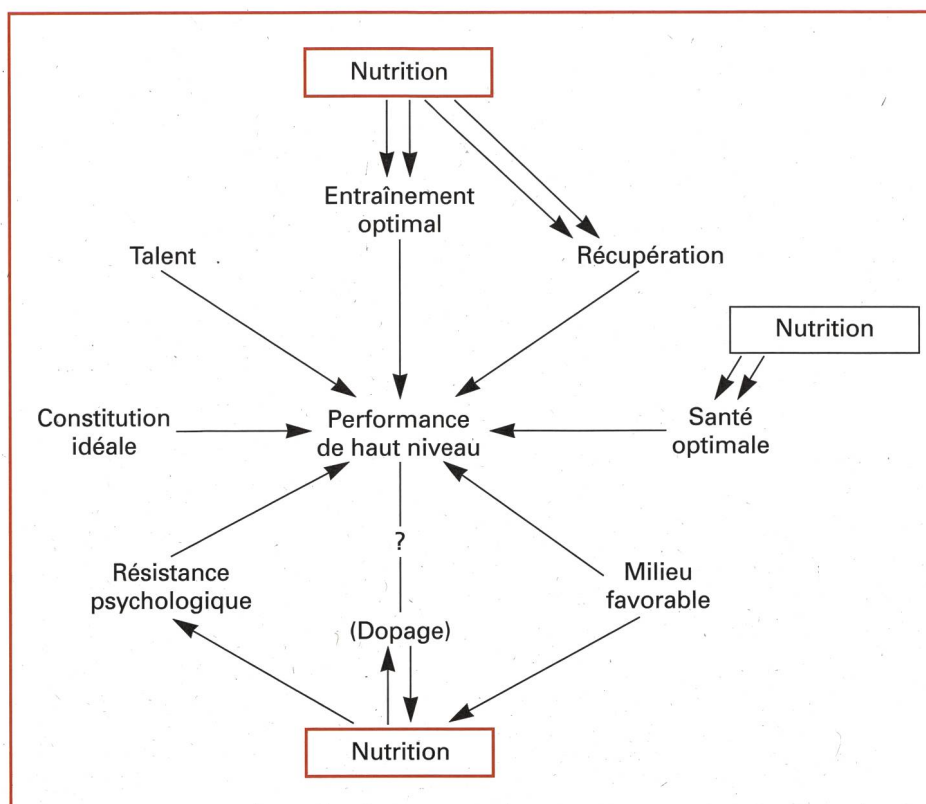 Nutrition
Entraînement
optimal
Talent
Récupération
Nutrition
Constitution
idéale
Performance
de haut niveau
Santé
optimale
?
Résistance
psychologique
Milieu
favorable
(Dopage)
Nutrition